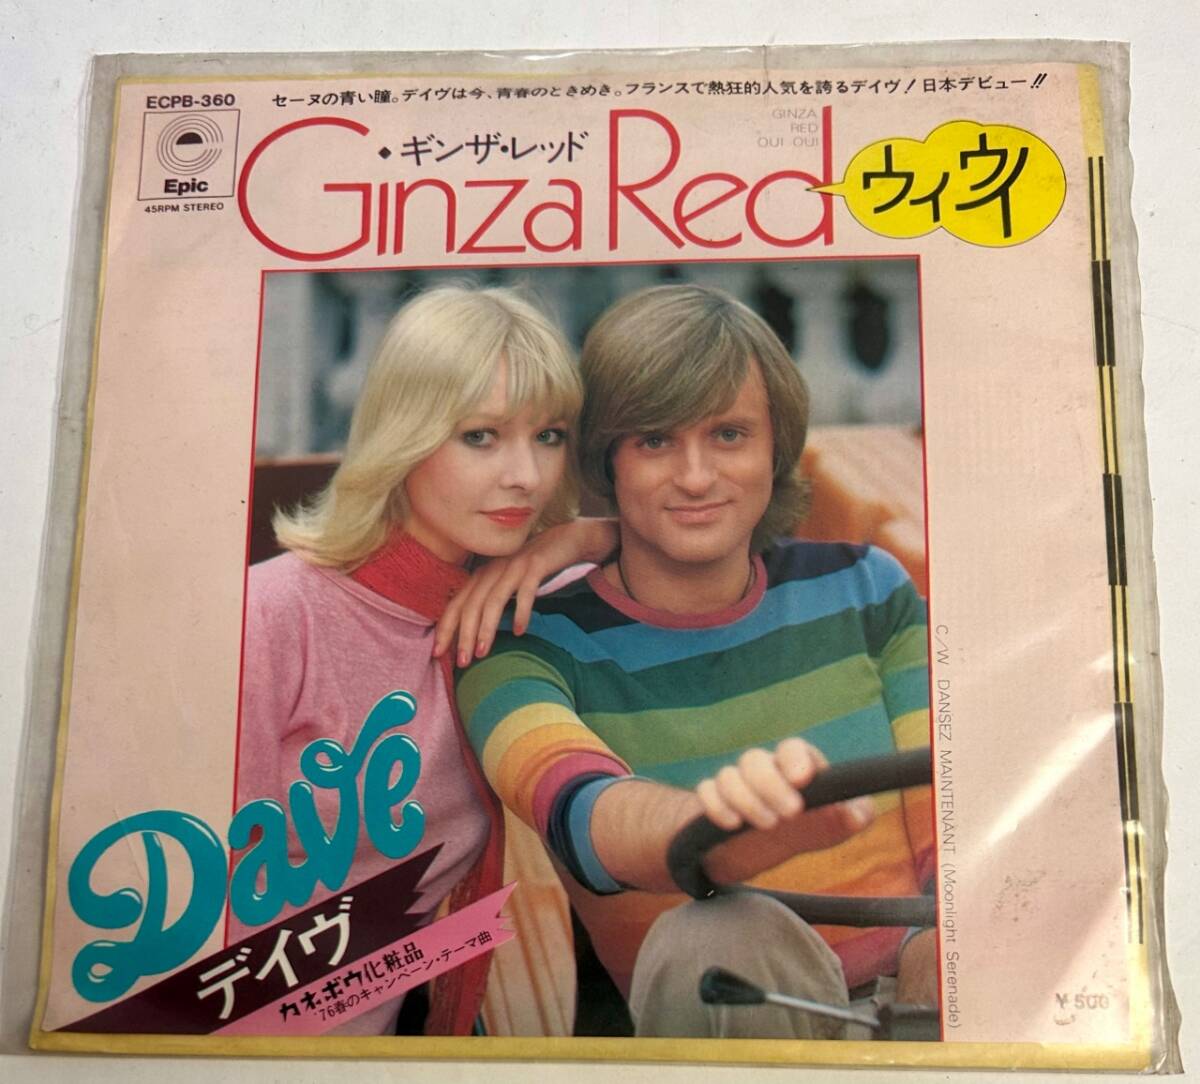 ECPB-360
セーヌの青い瞳。デイヴは今、青春のときめき。フランスで熱狂的人気を誇るデイヴ!日本デビュー!!
Epic
45RPM STEREO
◆ギンザ・レッド
GINZA
RED
OUI OUI
Ginza Red
ウィウイ
C/W DANSEZ MAINTENANT (Moonlight Serenade)
Dave
デイヴ
カネボウ化粧品
'76春のキャンペーン・テーマ曲
¥500